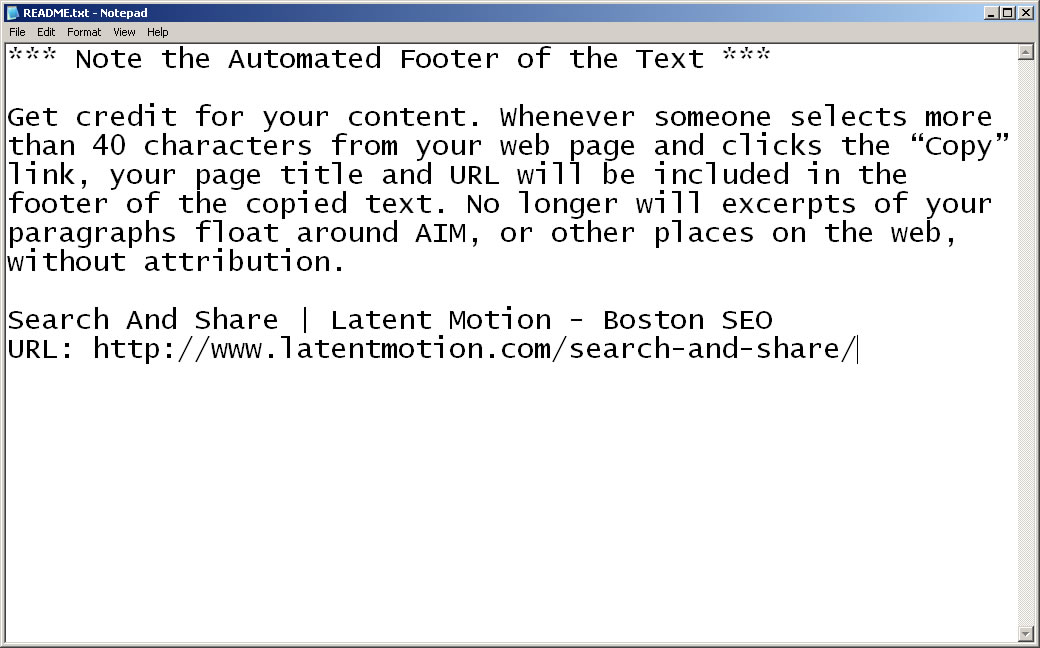 README.txt - Notepad
File Edit Format View Help
*** Note the Automated Footer of the Text ***
Get credit for your content. Whenever someone selects more
than 40 characters from your web page and clicks the “Copy”
link, your page title and URL will be included in the
footer of the copied text. No longer will excerpts of your
paragraphs float around AIM, or other places on the web,
without attribution.
Search And Share | Latent Motion - Boston SEO
URL: http://www.latentmotion.com/search-and-share/